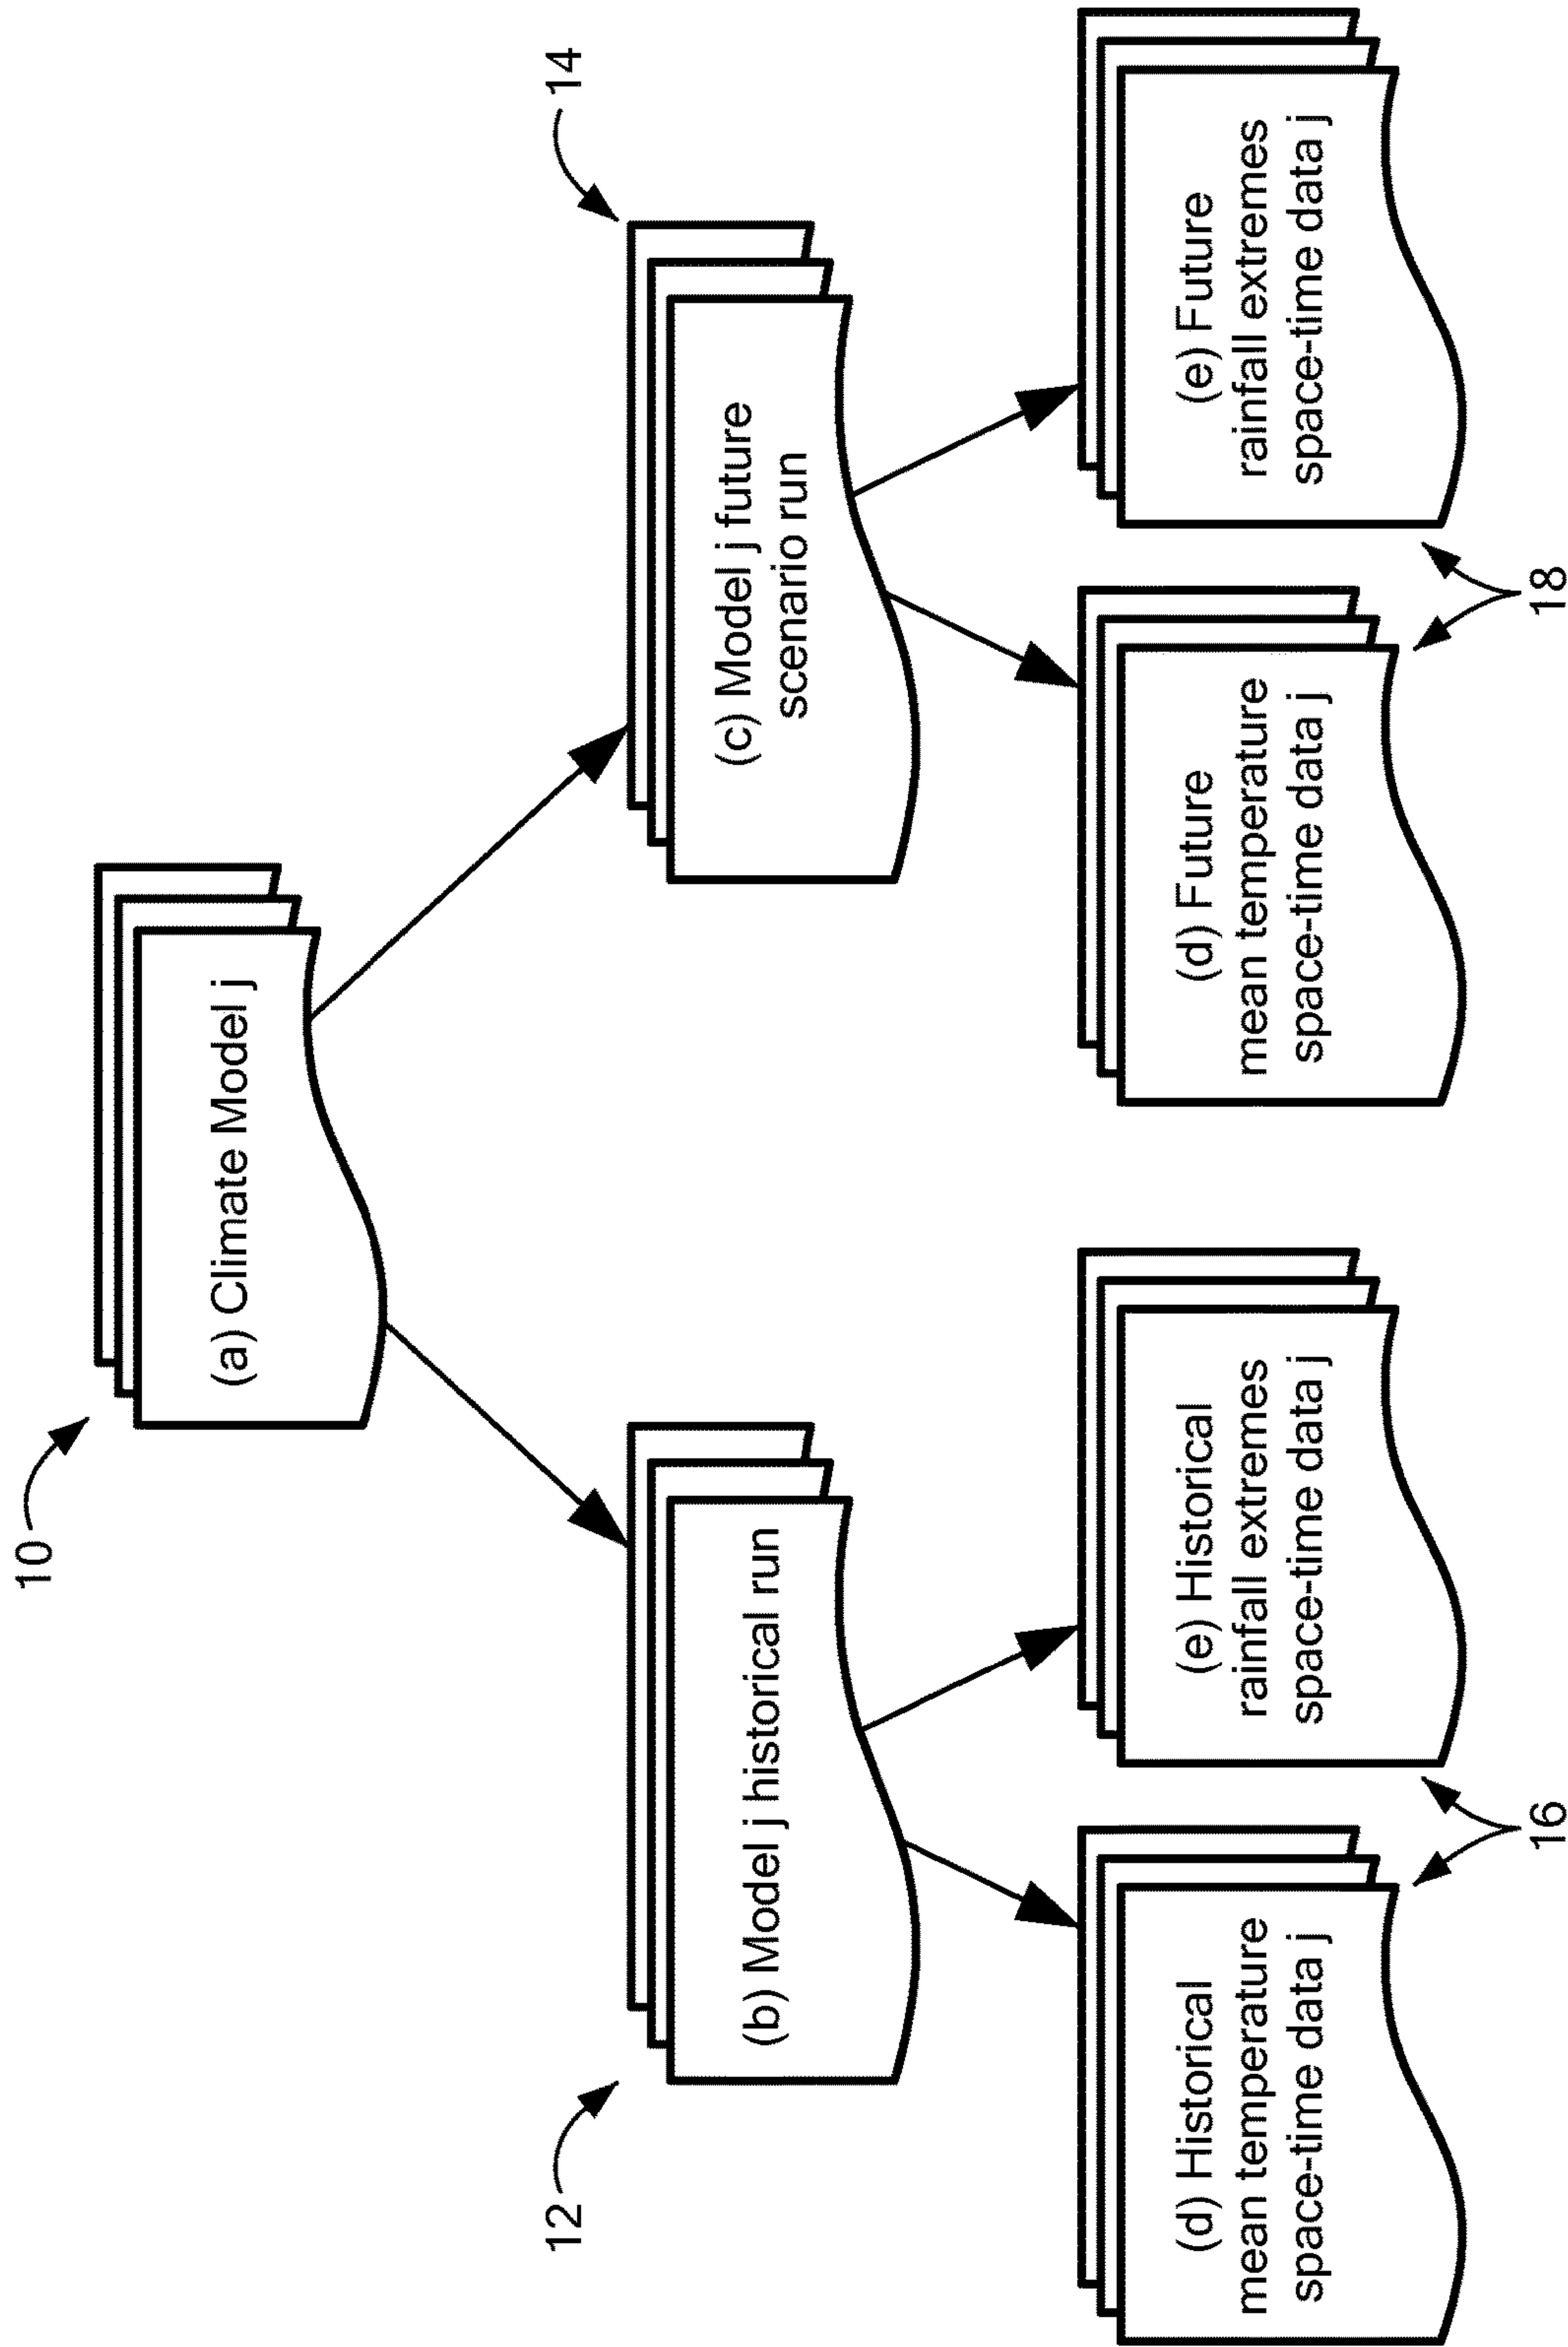 10
(a) Climate Model j
12
(b) Model j historical run
14
(c) Model j future
scenario run
(d) Historical
mean temperature
space-time data j
(e) Historical
rainfall extremes
space-time data j
16
(d) Future
mean temperature
space-time data j
(e) Future
rainfall extremes
space-time data j
18